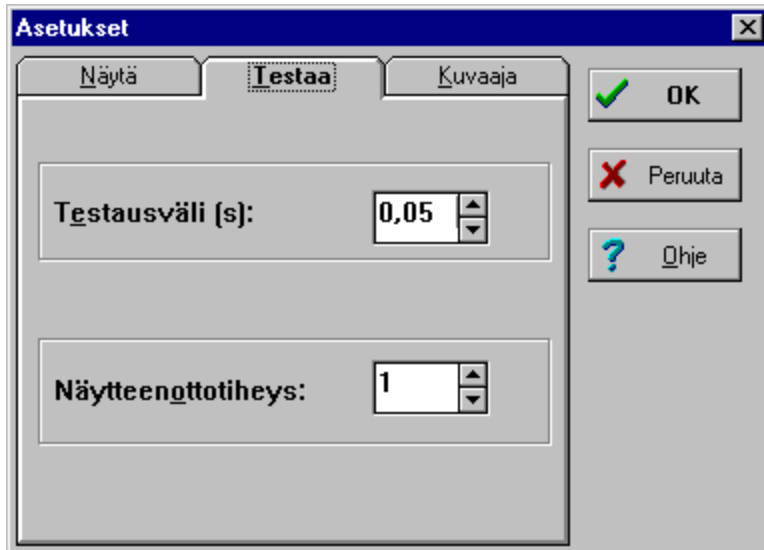 Asetukset
Näytä
Testaa
Kuvaaja
OK
Testausväli (s):
0,05
Peruuta
Ohje
Näytteenottotiheys:
1